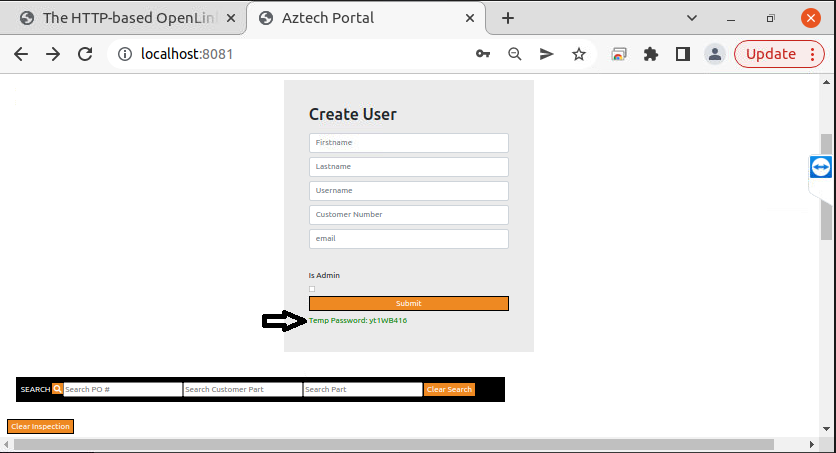 The HTTP-based OpenLin
Aztech Portal
localhost:8081
Update
Create User
Firstname
Lastname
Username
Customer Number
email
Is Admin
Submit
Temp Password: yt1WB416
SEARCH Search PO # Search Customer Part Search Part Clear Search
Clear Inspection